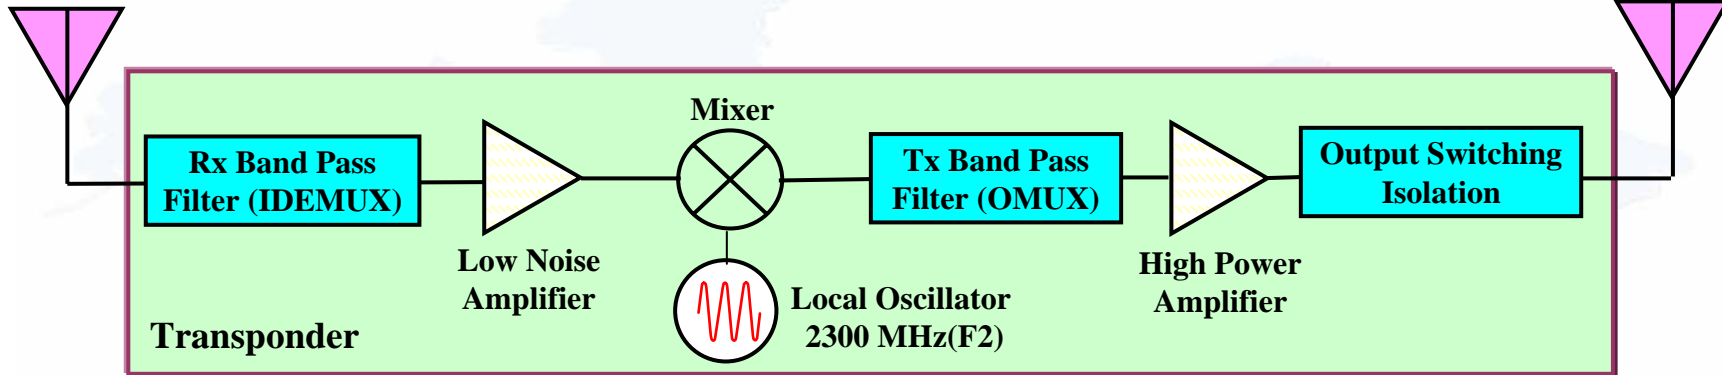 Mixer
Rx Band Pass
Filter (IDEMUX)
Tx Band Pass
Filter (OMUX)
Output Switching
Isolation
Low Noise
Amplifier
High Power
Amplifier
Local Oscillator
2300 MHz(F2)
Transponder